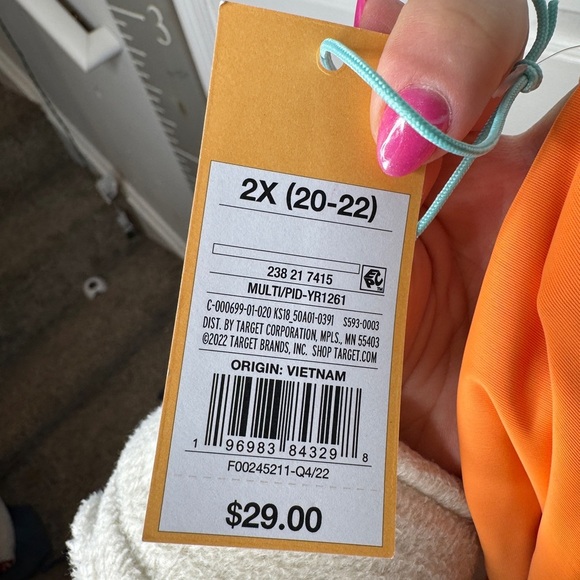 3
2X (20-22)
238 21 7415
MULTI/PID-YR1261
C-000699-01-020 KS18_50A01-0391 S593-0003
DIST. BY TARGET CORPORATION, MPLS., MN 55403
©2022 TARGET BRANDS, INC. SHOP TARGET.COM
ORIGIN: VIETNAM
1 96983 84329 8
F00245211-Q4/22
$29.00